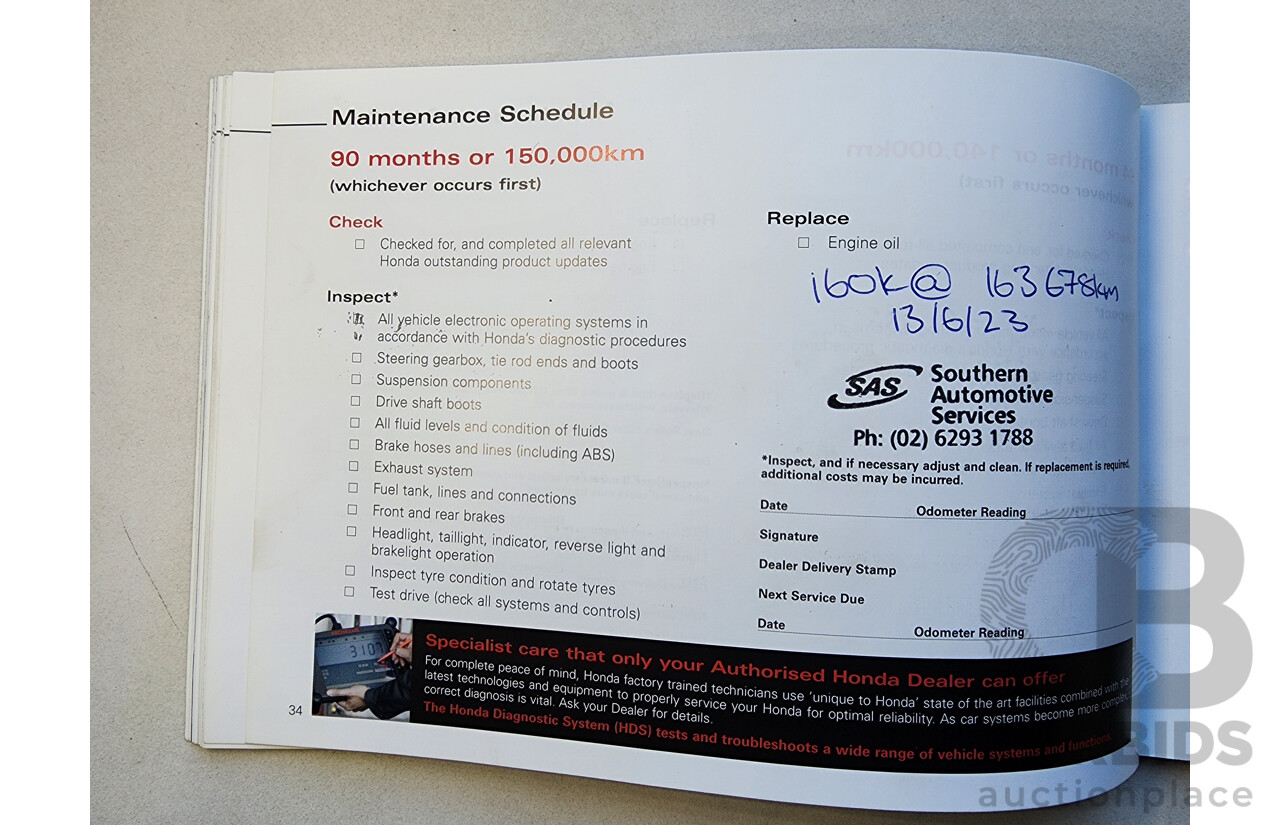 Maintenance Schedule
90 months or 150,000km
(whichever occurs first)
Check
Checked for, and completed all relevant
Honda outstanding product updates
Inspect*
All vehicle electronic operating systems in
accordance with Honda's diagnostic procedures
Steering gearbox, tie rod ends and boots
Suspension components
Drive shaft boots
All fluid levels and condition of fluids
Brake hoses and lines (including ABS)
Exhaust system
Fuel tank, lines and connections
Front and rear brakes
Headlight, taillight, indicator, reverse light and
brakelight operation
Inspect tyre condition and rotate tyres
Test drive (check all systems and controls)
Replace
Engine oil
160k @ 163678km
13/6/23
SAS Southern
Automotive
Services
Ph: (02) 6293 1788
*Inspect, and if necessary adjust and clean. If replacement is required,
additional costs may be incurred.
Date Odometer Reading
Signature
Dealer Delivery Stamp
Next Service Due
Date Odometer Reading
Specialist care that only your Authorised Honda Dealer can offer
For complete peace of mind, Honda factory trained technicians use 'unique to Honda' state of the art facilities combined with the
latest technologies and equipment to properly service your Honda for optimal reliability. As car systems become more complex,
correct diagnosis is vital. Ask your Dealer for details.
The Honda Diagnostic System (HDS) tests and troubleshoots a wide range of vehicle systems and functions.
34
BIDS
auctionplace